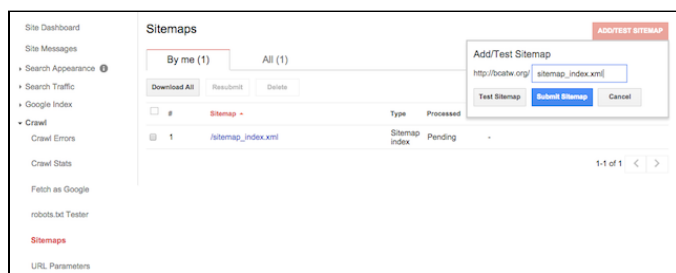 Site Dashboard
Site Messages
Search Appearance
Search Traffic
Google Index
Crawl
Crawl Errors
Crawl Stats
Fetch as Google
robots.txt Tester
Sitemaps
URL Parameters
Sitemaps
ADD/TEST SITEMAP
By me (1) All (1)
Add/Test Sitemap
http://bcatw.org/ sitemap_index.xml
Test Sitemap Submit Sitemap Cancel
Download All Resubmit Delete
# Sitemap Type Processed
1 /sitemap_index.xml Sitemap index Pending -
1-1 of 1